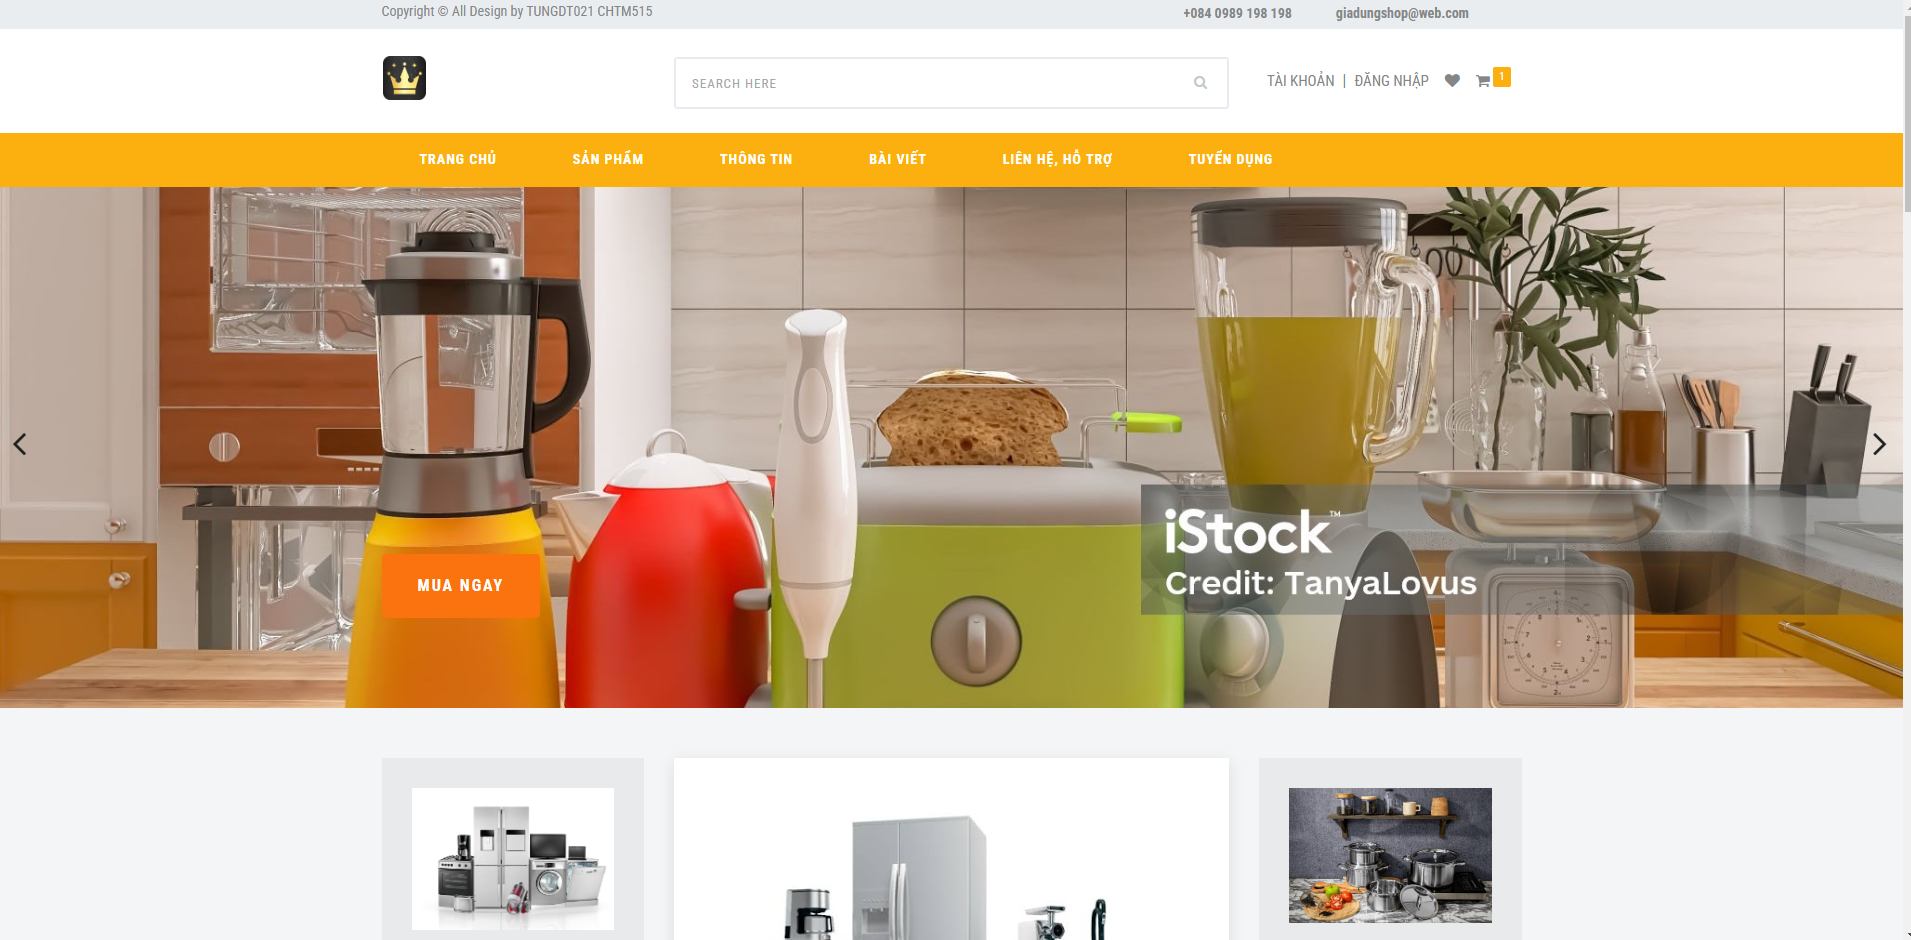 Copyright © All Design by TUNGDT021 CHTM515
+084 0989 198 198
giadungshop@web.com
SEARCH HERE
TÀI KHOẢN | ĐĂNG NHẬP
1
TRANG CHỦ
SẢN PHẨM
THÔNG TIN
BÀI VIẾT
LIÊN HỆ, HỖ TRỢ
TUYỂN DỤNG
iStock™
Credit: TanyaLovus
MUA NGAY